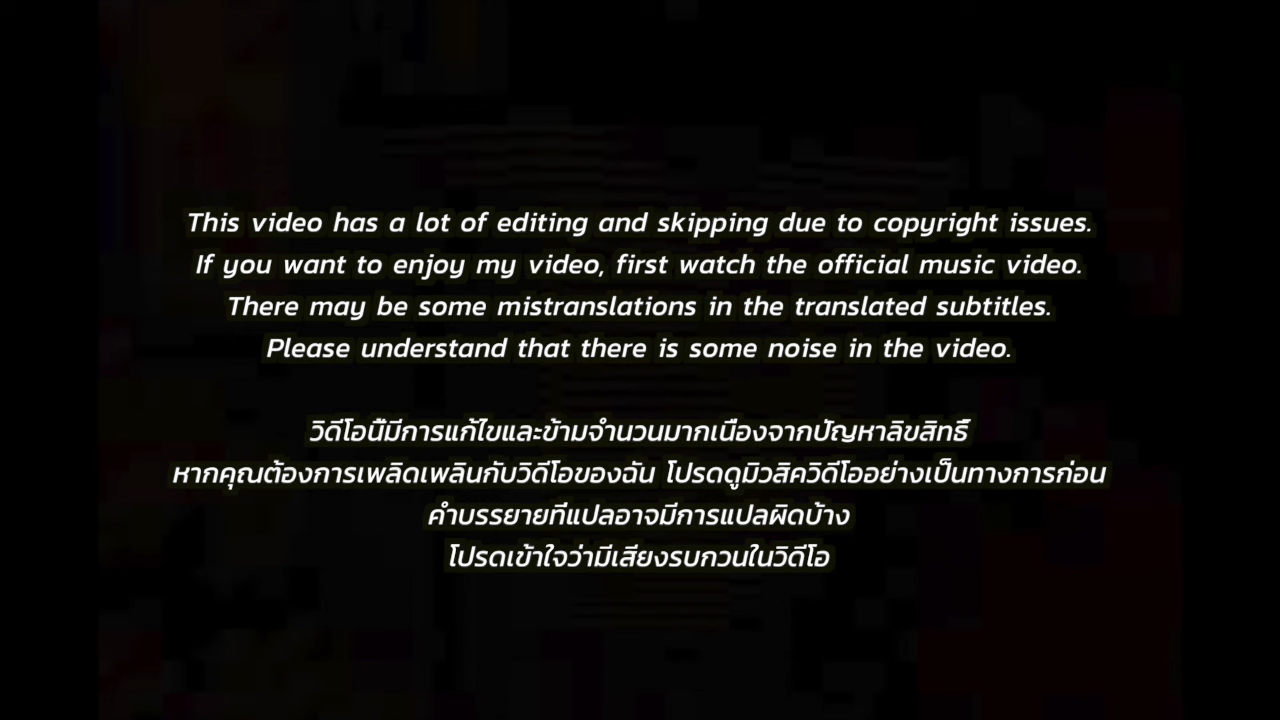 This video has a lot of editing and skipping due to copyright issues.
If you want to enjoy my video, first watch the official music video.
There may be some mistranslations in the translated subtitles.
Please understand that there is some noise in the video.
วิดีโอนี้มีการแก้ไขและข้ามจำนวนมากเนื่องจากปัญหาลิขสิทธิ์
หากคุณต้องการเพลิดเพลินกับวิดีโอของฉัน โปรดดูมิวสิควิดีโออย่างเป็นทางการก่อน
คำบรรยายที่แปลอาจมีการแปลผิดบ้าง
โปรดเข้าใจว่ามีเสียงรบกวนในวิดีโอ